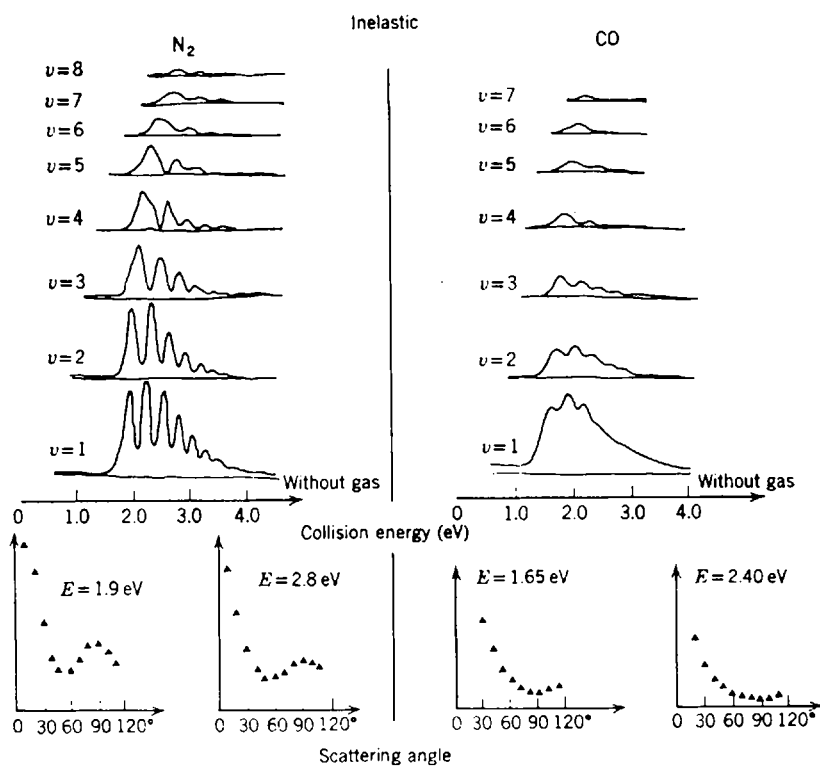 Inelastic
N₂
CO
υ=8
υ=7
υ=6
υ=5
υ=4
υ=3
υ=2
υ=1
Without gas
υ=7
υ=6
υ=5
υ=4
υ=3
υ=2
υ=1
Without gas
0 1.0 2.0 3.0 4.0
0 1.0 2.0 3.0 4.0
Collision energy (eV)
E = 1.9 eV
E = 2.8 eV
E = 1.65 eV
E = 2.40 eV
0 30 60 90 120°
0 30 60 90 120°
0 30 60 90 120°
0 30 60 90 120°
Scattering angle